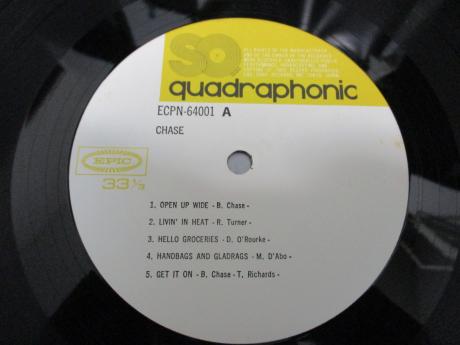 SQ
quadraphonic
ECPN-64001 A
CHASE
EPIC
33⅓
1. OPEN UP WIDE - B. Chase -
2. LIVIN' IN HEAT - R. Turner -
3. HELLO GROCERIES - D. O'Rourke -
4. HANDBAGS AND GLADRAGS - M. D'Abo -
5. GET IT ON - B. Chase - T. Richards -